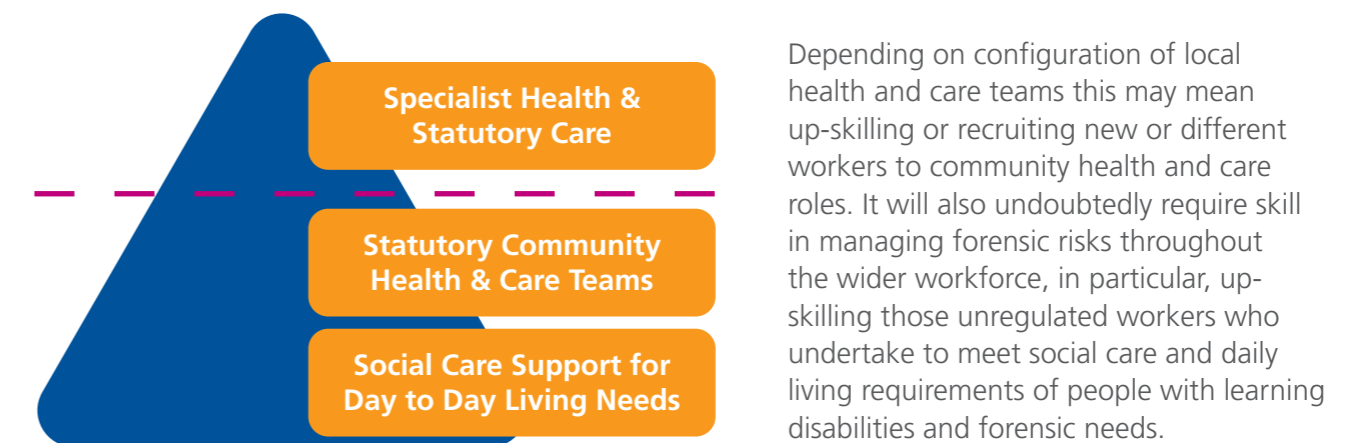 Specialist Health &
Statutory Care
Statutory Community
Health & Care Teams
Social Care Support for
Day to Day Living Needs
Depending on configuration of local
health and care teams this may mean
up-skilling or recruiting new or different
workers to community health and care
roles. It will also undoubtedly require skill
in managing forensic risks throughout
the wider workforce, in particular, up-
skilling those unregulated workers who
undertake to meet social care and daily
living requirements of people with learning
disabilities and forensic needs.